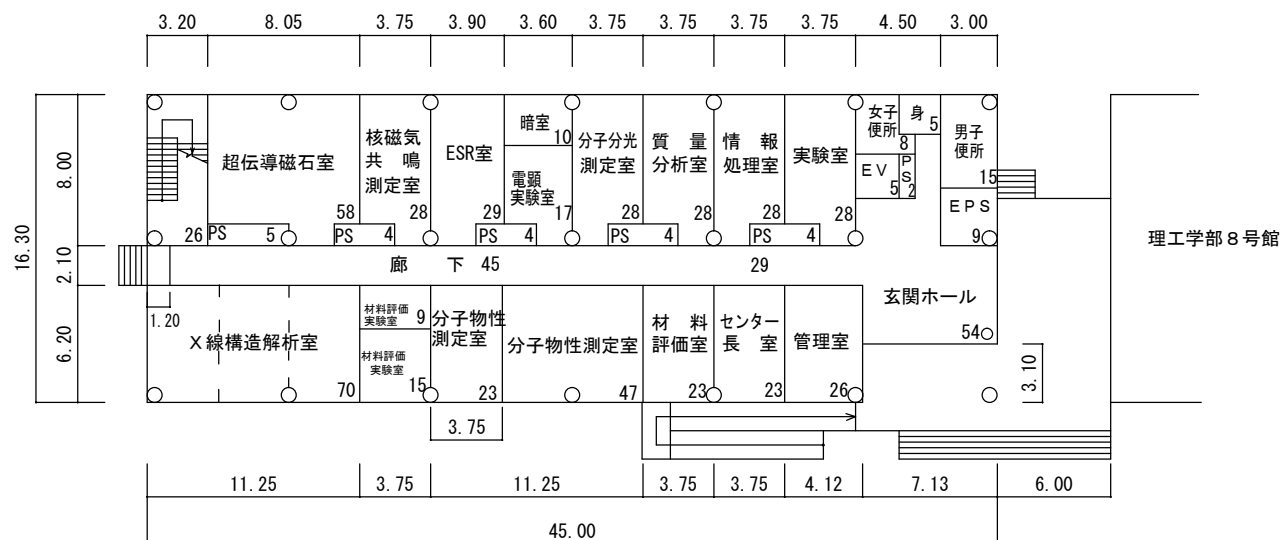 3.20 8.05 3.75 3.90 3.60 3.75 3.75 3.75 3.75 4.50 3.00
16.30
8.00
2.10
6.20
超伝導磁石室
58
26
PS 5
核磁気
共鳴
測定室
28
PS 4
ESR室
29
暗室
10
電顕
実験室
17
PS 4
分子分光
測定室
28
PS 4
質量
分析室
28
情報
処理室
28
PS 4
実験室
28
女子
便所
8
身
5
EV
5
PS
2
男子
便所
15
EPS
9
廊下 45
29
玄関ホール
54
理工学部8号館
1.20
X線構造解析室
70
材料評価
実験室
9
材料評価
実験室
15
分子物性
測定室
23
分子物性測定室
47
材料
評価室
23
センター
長室
23
管理室
26
3.10
3.75
11.25 3.75 11.25 3.75 3.75 4.12 7.13 6.00
45.00